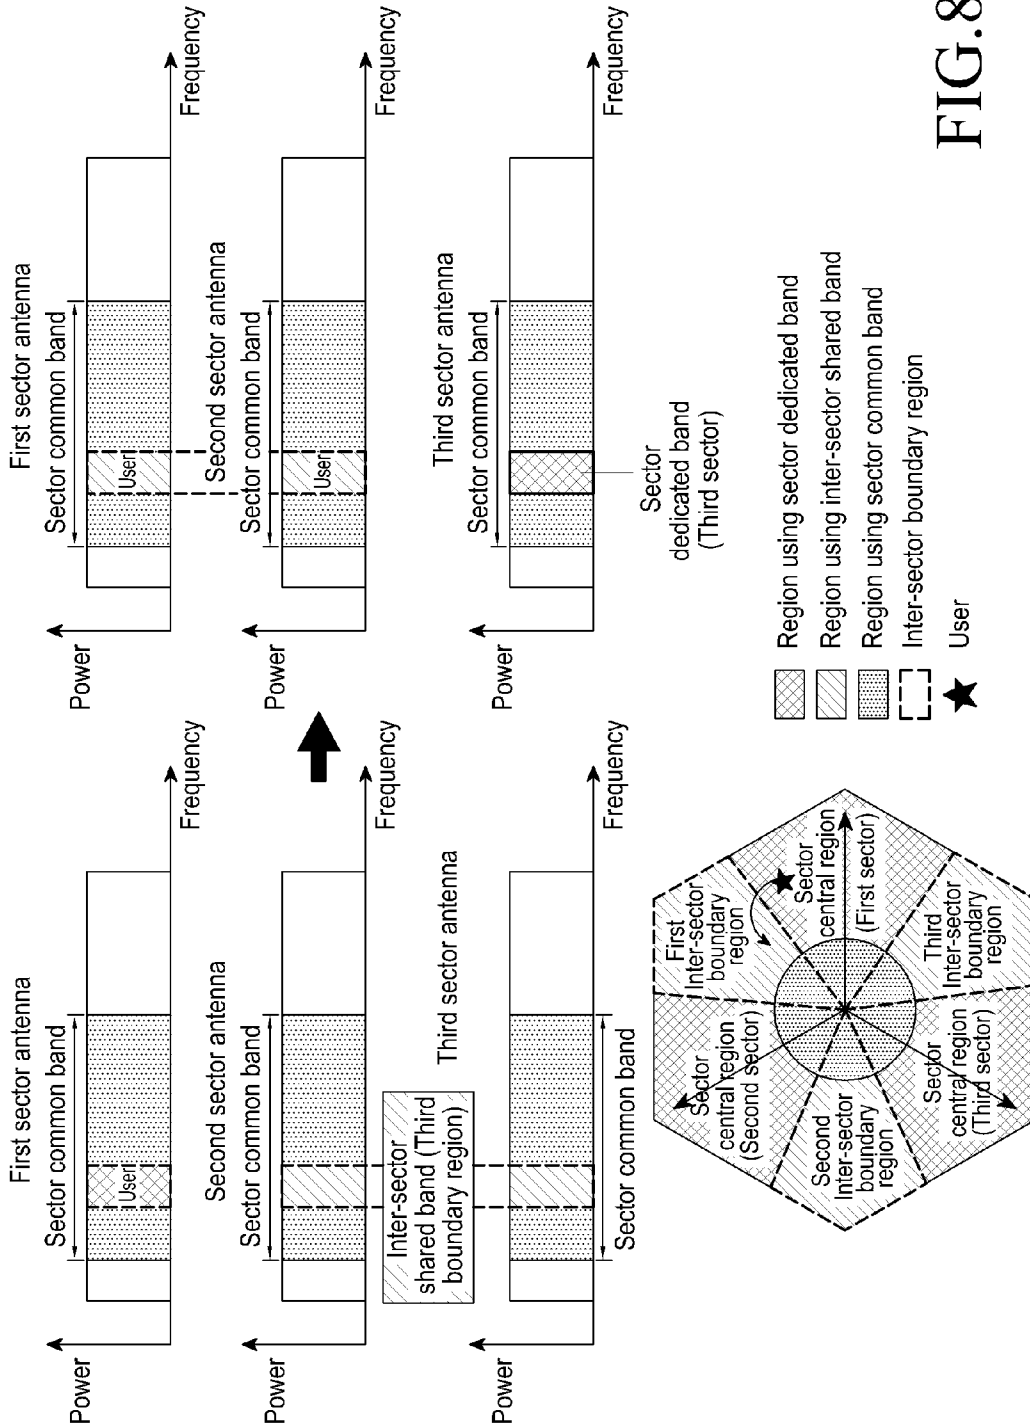 First sector antenna
Sector common band
Power
User
Frequency
Second sector antenna
Sector common band
Power
Frequency
Inter-sector
shared band (Third
boundary region)
Third sector antenna
Power
Frequency
Sector common band
First sector antenna
Sector common band
Power
User
Frequency
Second sector antenna
Sector common band
Power
User
Frequency
Third sector antenna
Sector common band
Power
Frequency
Sector
dedicated band
(Third sector)
First
Inter-sector
boundary
region
Sector
central region
(First sector)
Sector
central region
(Second sector)
Third
Inter-sector
boundary
region
Second
Inter-sector
boundary
region
Sector
central region
(Third sector)
Region using sector dedicated band
Region using inter-sector shared band
Region using sector common band
Inter-sector boundary region
User
FIG.8